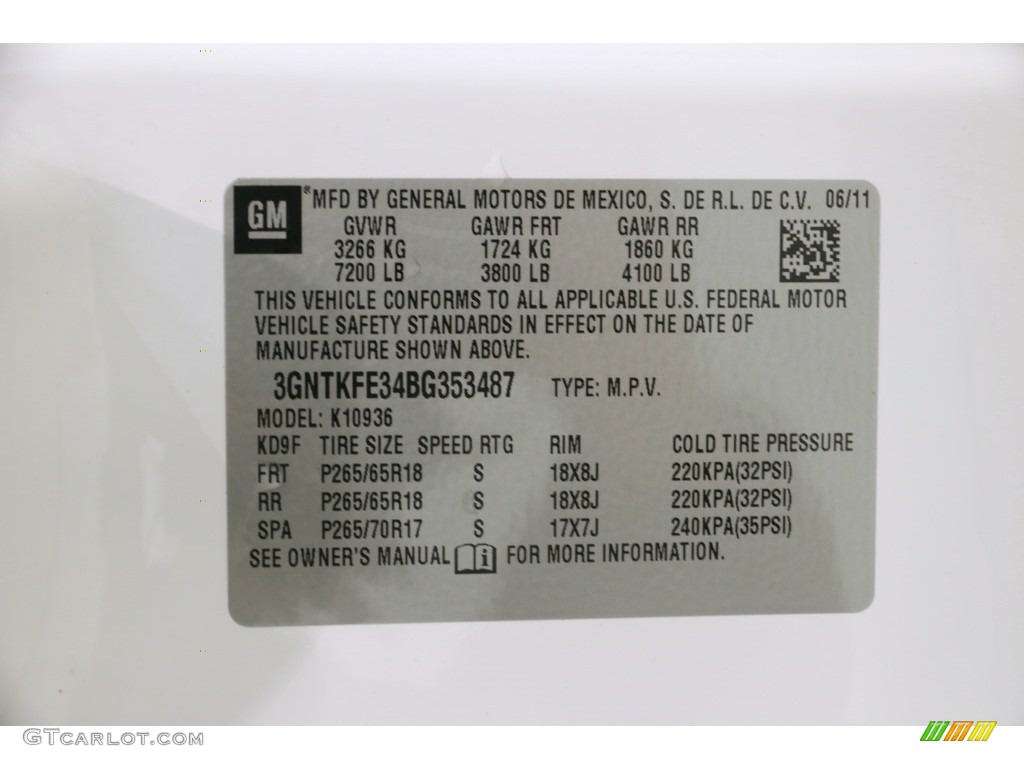 GM ® MFD BY GENERAL MOTORS DE MEXICO, S. DE R.L. DE C.V. 06/11
GVWR GAWR FRT GAWR RR
3266 KG 1724 KG 1860 KG
7200 LB 3800 LB 4100 LB
THIS VEHICLE CONFORMS TO ALL APPLICABLE U.S. FEDERAL MOTOR
VEHICLE SAFETY STANDARDS IN EFFECT ON THE DATE OF
MANUFACTURE SHOWN ABOVE.
3GNTKFE34BG353487 TYPE: M.P.V.
MODEL: K10936
KD9F TIRE SIZE SPEED RTG RIM COLD TIRE PRESSURE
FRT P265/65R18 S 18X8J 220KPA(32PSI)
RR P265/65R18 S 18X8J 220KPA(32PSI)
SPA P265/70R17 S 17X7J 240KPA(35PSI)
SEE OWNER'S MANUAL i FOR MORE INFORMATION.
GTCARLOT.COM